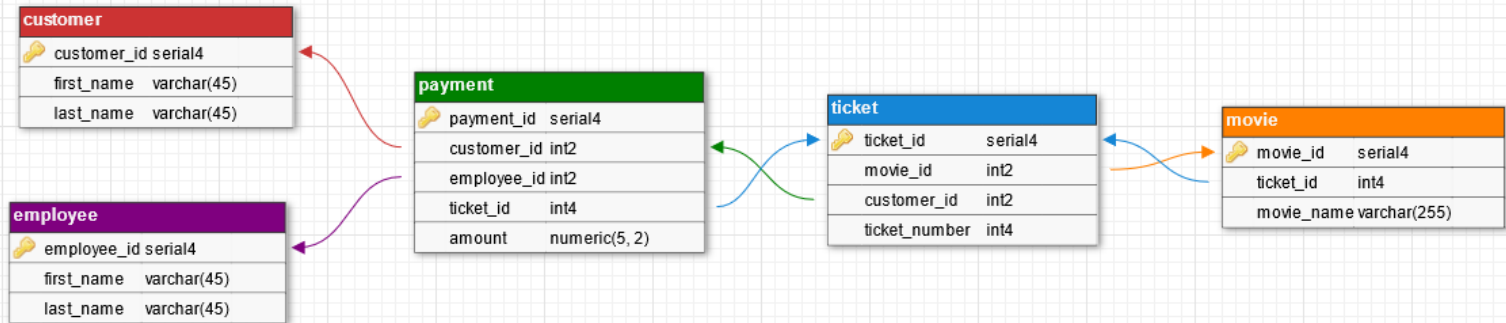 customer
customer_id serial4
first_name varchar(45)
last_name varchar(45)
employee
employee_id serial4
first_name varchar(45)
last_name varchar(45)
payment
payment_id serial4
customer_id int2
employee_id int2
ticket_id int4
amount numeric(5, 2)
ticket
ticket_id serial4
movie_id int2
customer_id int2
ticket_number int4
movie
movie_id serial4
ticket_id int4
movie_name varchar(255)